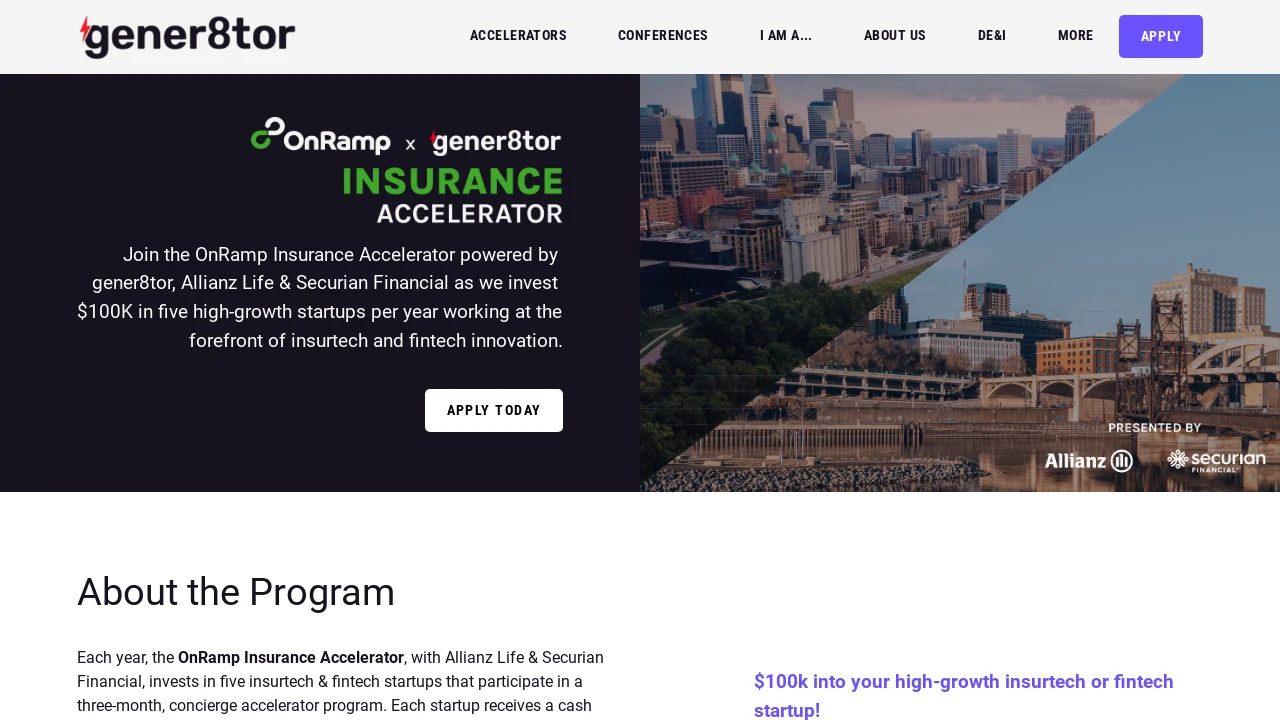 gener8tor
ACCELERATORS
CONFERENCES
I AM A...
ABOUT US
DE&I
MORE
APPLY
OnRamp x gener8tor
INSURANCE
ACCELERATOR
Join the OnRamp Insurance Accelerator powered by
gener8tor, Allianz Life & Securian Financial as we invest
$100K in five high-growth startups per year working at the
forefront of insurtech and fintech innovation.
APPLY TODAY
PRESENTED BY
Allianz
securian
FINANCIAL
About the Program
Each year, the OnRamp Insurance Accelerator, with Allianz Life & Securian
Financial, invests in five insurtech & fintech startups that participate in a
three-month, concierge accelerator program. Each startup receives a cash
$100k into your high-growth insurtech or fintech
startup!